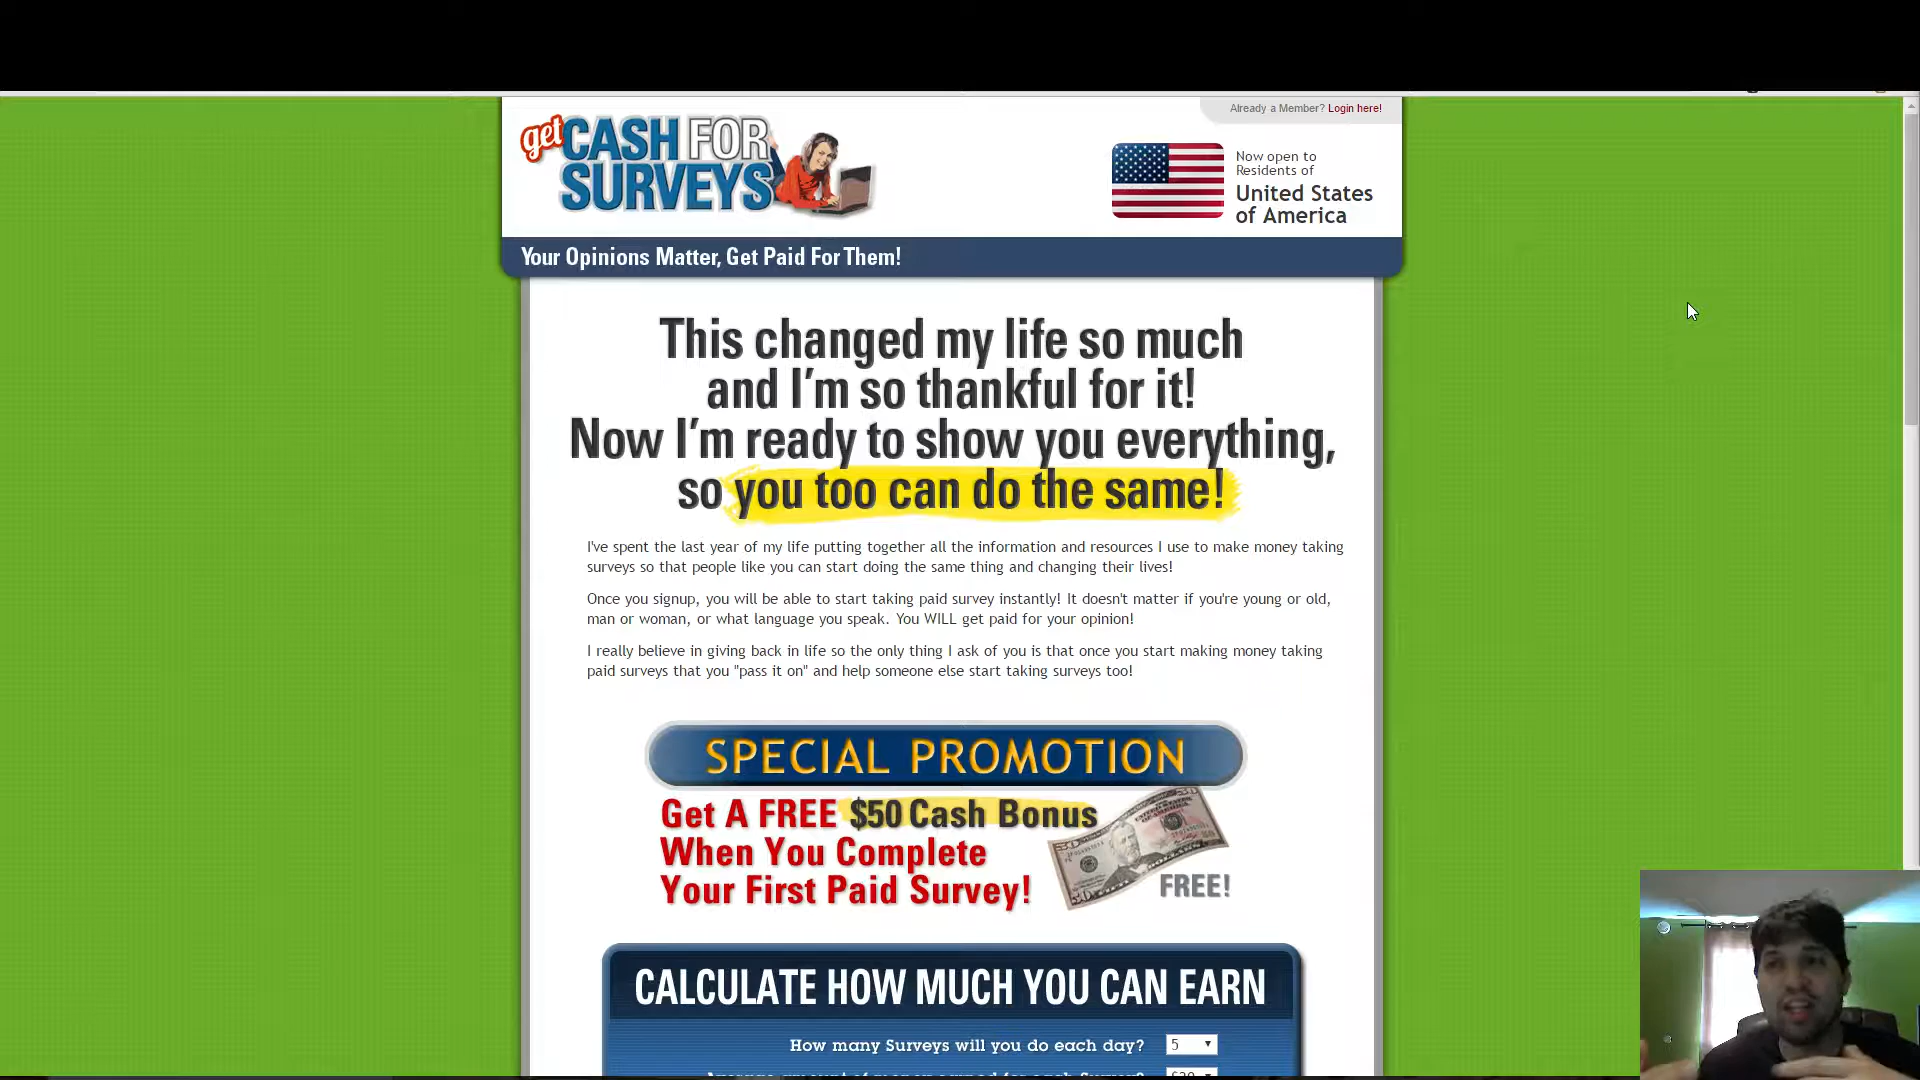 Already a Member? Login here!
get CASH FOR
SURVEYS
Now open to
Residents of
United States
of America
Your Opinions Matter, Get Paid For Them!
This changed my life so much
and I'm so thankful for it!
Now I'm ready to show you everything,
so you too can do the same!
I've spent the last year of my life putting together all the information and resources I use to make money taking
surveys so that people like you can start doing the same thing and changing their lives!
Once you signup, you will be able to start taking paid survey instantly! It doesn't matter if you're young or old,
man or woman, or what language you speak. You WILL get paid for your opinion!
I really believe in giving back in life so the only thing I ask of you is that once you start making money taking
paid surveys that you "pass it on" and help someone else start taking surveys too!
SPECIAL PROMOTION
Get A FREE $50 Cash Bonus
When You Complete
Your First Paid Survey!
FREE!
CALCULATE HOW MUCH YOU CAN EARN
How many Surveys will you do each day? 5